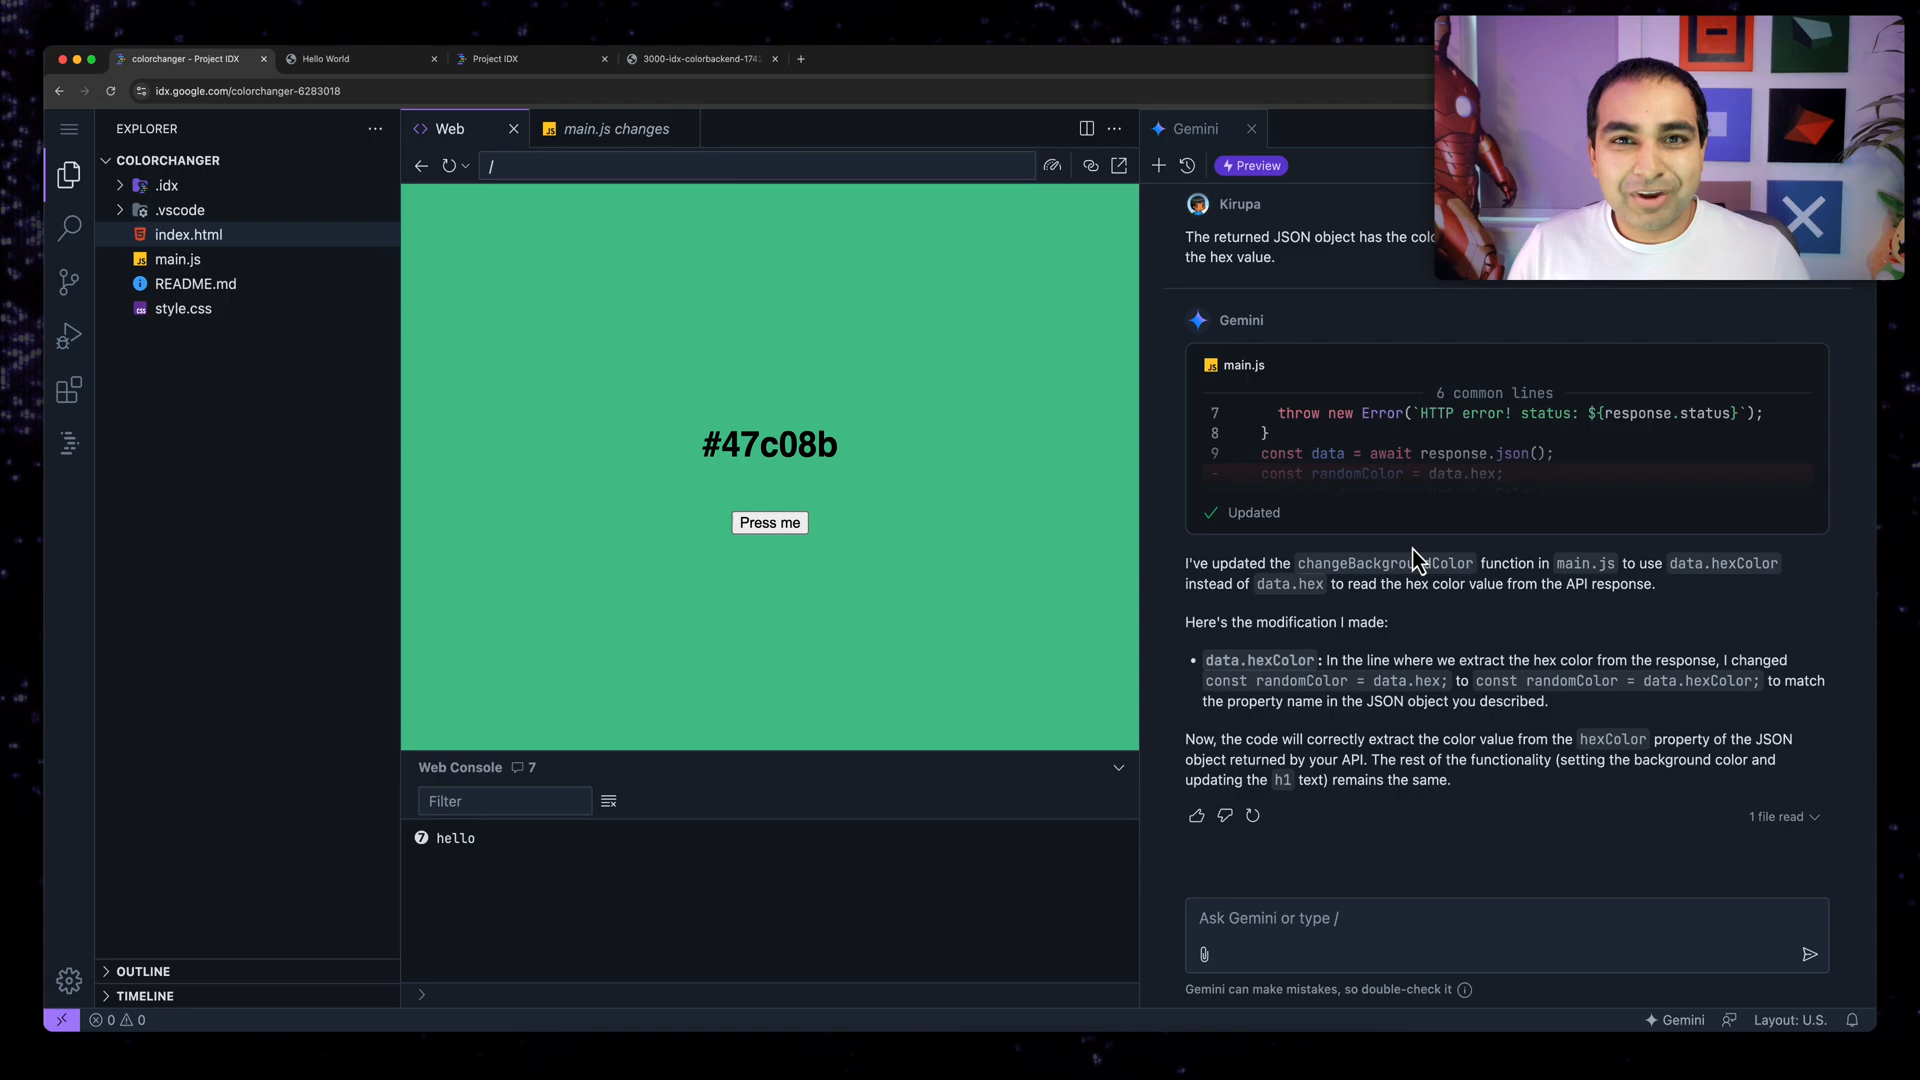 colorchanger - Project IDX
Hello World
Project IDX
3000-idx-colorbackend-1742
idx.google.com/colorchanger-6283018
EXPLORER
COLORCHANGER
.idx
.vscode
index.html
main.js
README.md
style.css
OUTLINE
TIMELINE
Web
main.js changes
/
#47c08b
Press me
Web Console 7
Filter
7 hello
Gemini
Preview
Kirupa
The returned JSON object has the
the hex value.
Gemini
JS main.js
6 common lines
7 throw new Error(`HTTP error! status: ${response.status}`);
8 }
9 const data = await response.json();
- const randomColor = data.hex;
Updated
I've updated the changeBackgroundColor function in main.js to use data.hexColor
instead of data.hex to read the hex color value from the API response.
Here's the modification I made:
• data.hexColor: In the line where we extract the hex color from the response, I changed
const randomColor = data.hex; to const randomColor = data.hexColor; to match
the property name in the JSON object you described.
Now, the code will correctly extract the color value from the hexColor property of the JSON
object returned by your API. The rest of the functionality (setting the background color and
updating the h1 text) remains the same.
1 file read
Ask Gemini or type /
Gemini can make mistakes, so double-check it
0 0
Gemini
Layout: U.S.